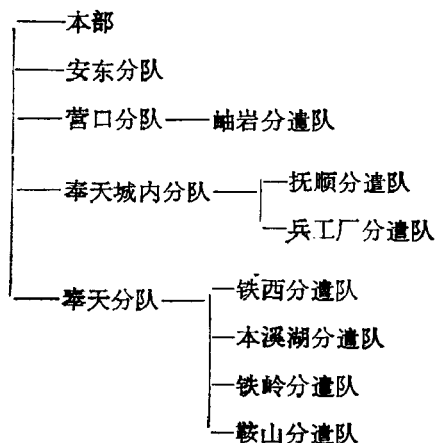 本部
安东分队
营口分队 岫岩分遣队
奉天城内分队 抚顺分遣队
兵工厂分遣队
奉天分队 铁西分遣队
本溪湖分遣队
铁岭分遣队
鞍山分遣队